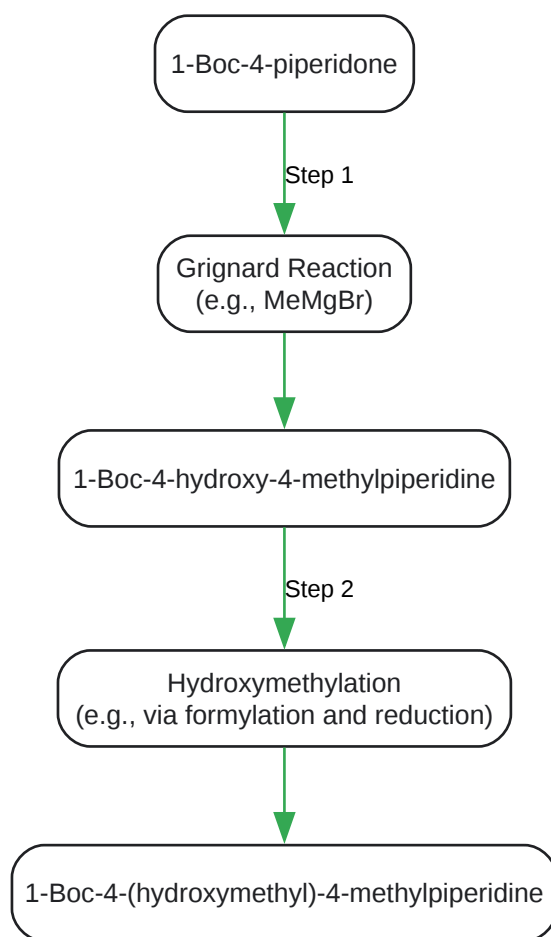 1-Boc-4-piperidone
Step 1
Grignard Reaction
(e.g., MeMgBr)
1-Boc-4-hydroxy-4-methylpiperidine
Step 2
Hydroxymethylation
(e.g., via formylation and reduction)
1-Boc-4-(hydroxymethyl)-4-methylpiperidine